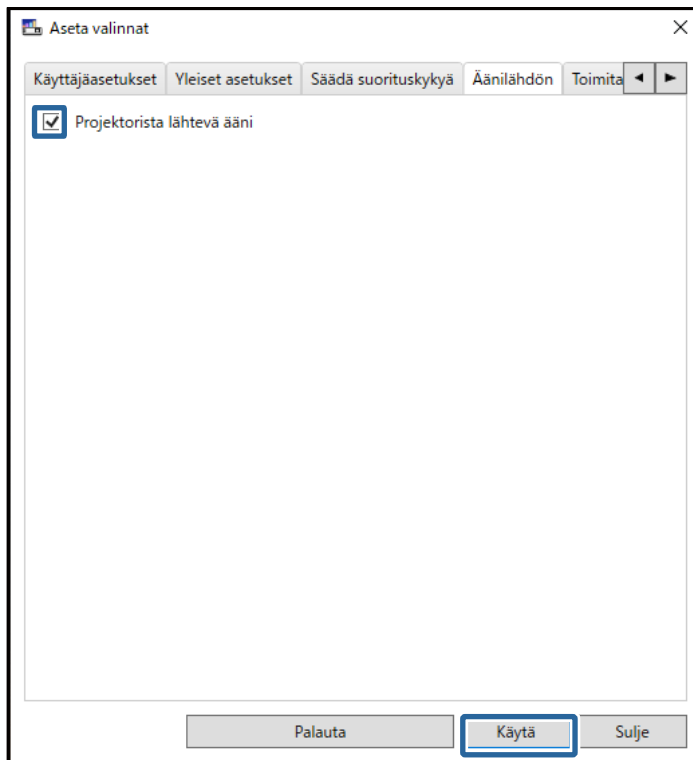 Aseta valinnat
Käyttäjäasetukset Yleiset asetukset Säädä suorituskykyä Äänilähdön Toimita
Projektorista lähtevä ääni
Palauta Käytä Sulje